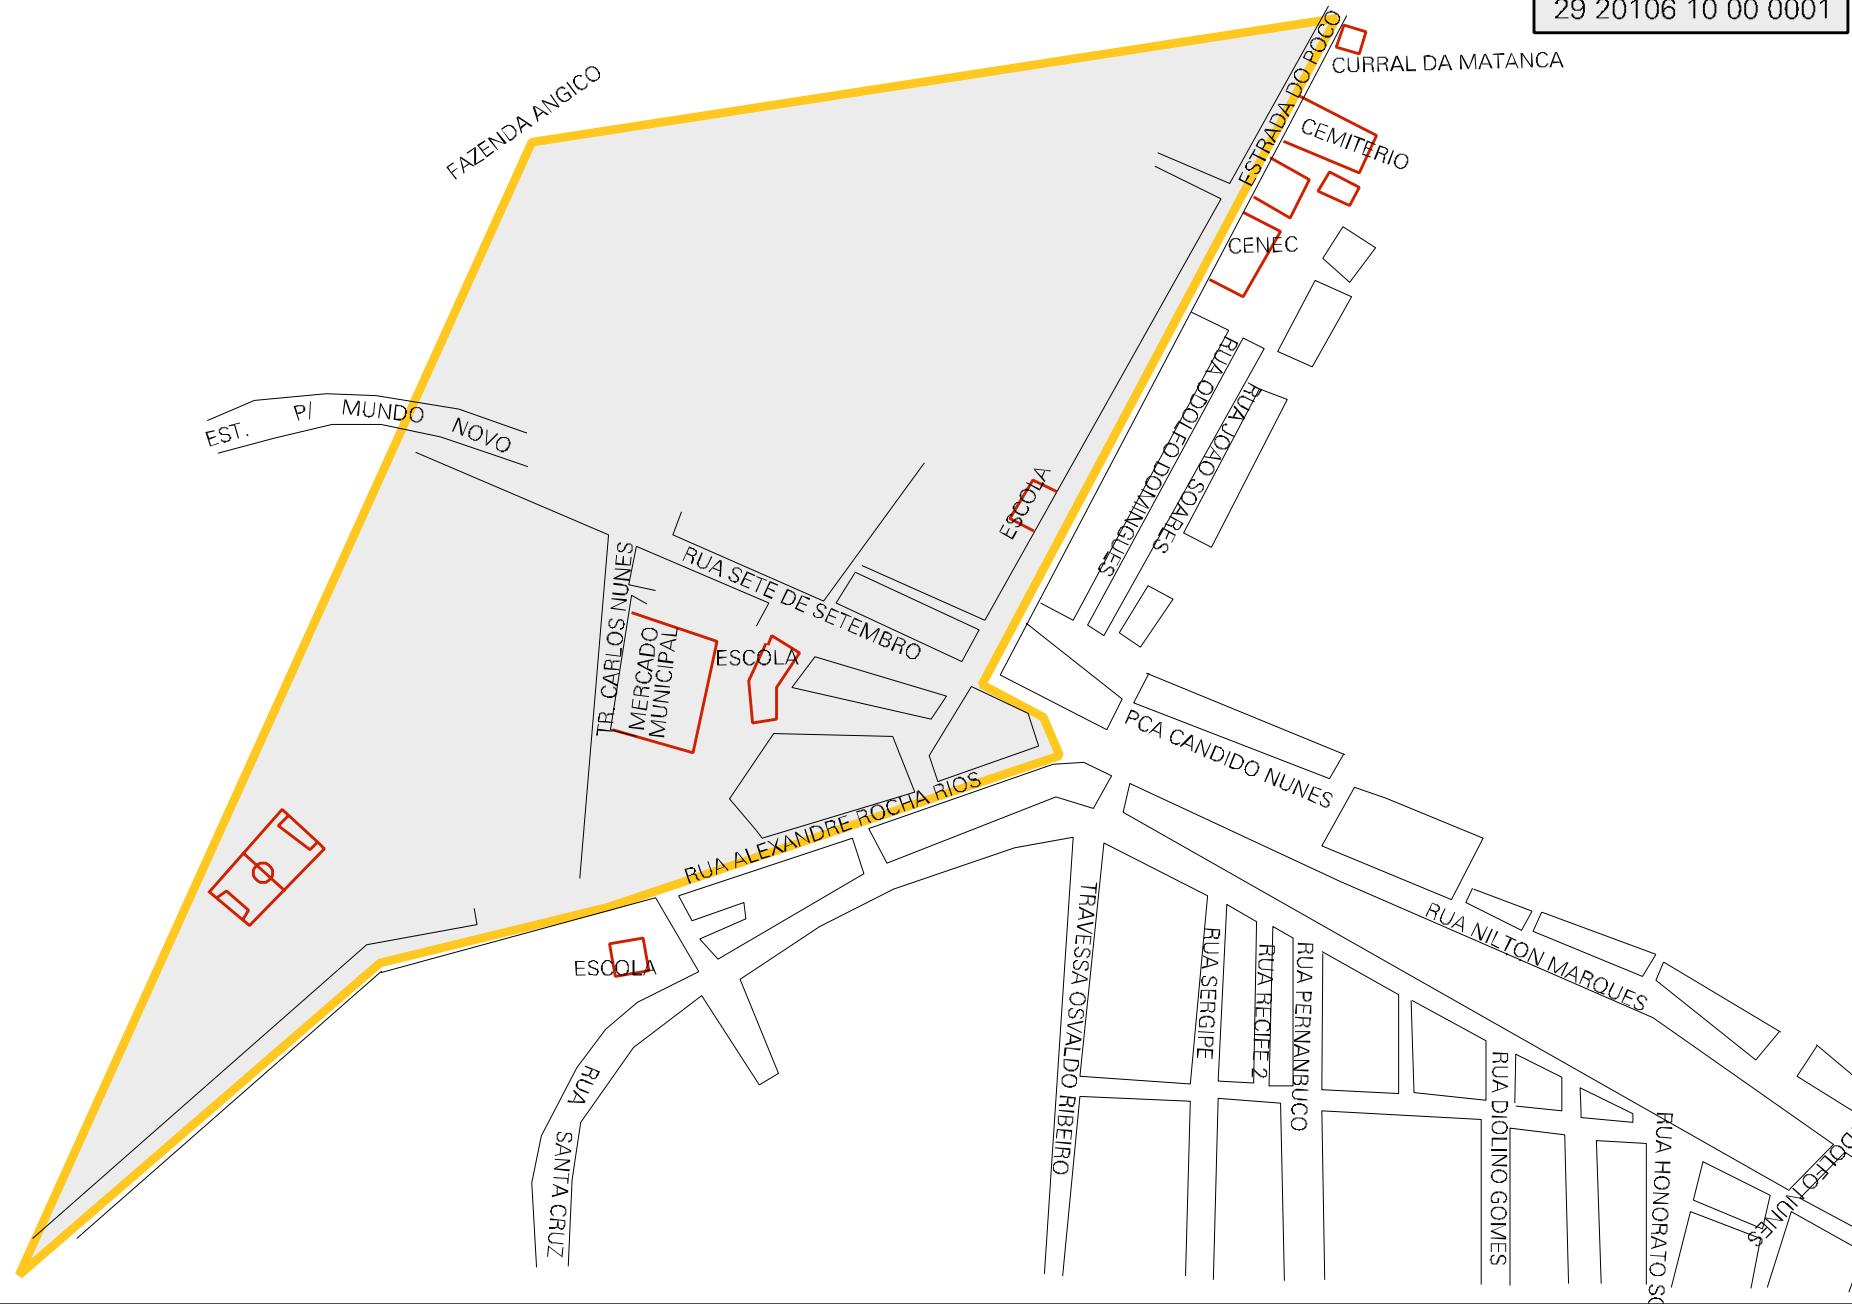 29 20106 10 00 0001
ESTRADA DO POCO
CURRAL DA MATANCA
FAZENDA ANGICO
CEMITERIO
CENEC
RUA ODOLFO DOMINGUES
RUA JOAO SOARES
EST. P/ MUNDO NOVO
ESCOLA
RUA SETE DE SETEMBRO
TR. CARLOS NUNES
MERCADO
MUNICIPAL
ESCOLA
PCA CANDIDO NUNES
RUA ALEXANDRE ROCHA RIOS
ESCOLA
RUA NILTON MARQUES
TRAVESSA OSVALDO RIBEIRO
RUA SERGIPE
RUA RECIFE 2
RUA PERNANBUCO
RUA DIOLINO GOMES
RUA HONORATO
NUNES
RUA SANTA CRUZ